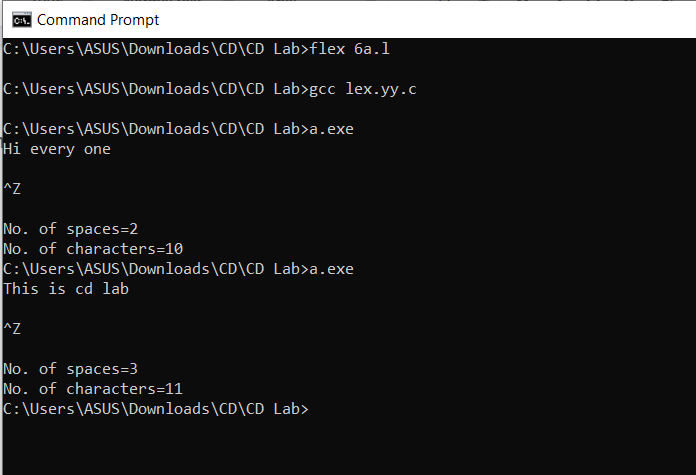 Command Prompt
C:\Users\ASUS\Downloads\CD\CD Lab>flex 6a.l
C:\Users\ASUS\Downloads\CD\CD Lab>gcc lex.yy.c
C:\Users\ASUS\Downloads\CD\CD Lab>a.exe
Hi every one
^Z
No. of spaces=2
No. of characters=10
C:\Users\ASUS\Downloads\CD\CD Lab>a.exe
This is cd lab
^Z
No. of spaces=3
No. of characters=11
C:\Users\ASUS\Downloads\CD\CD Lab>